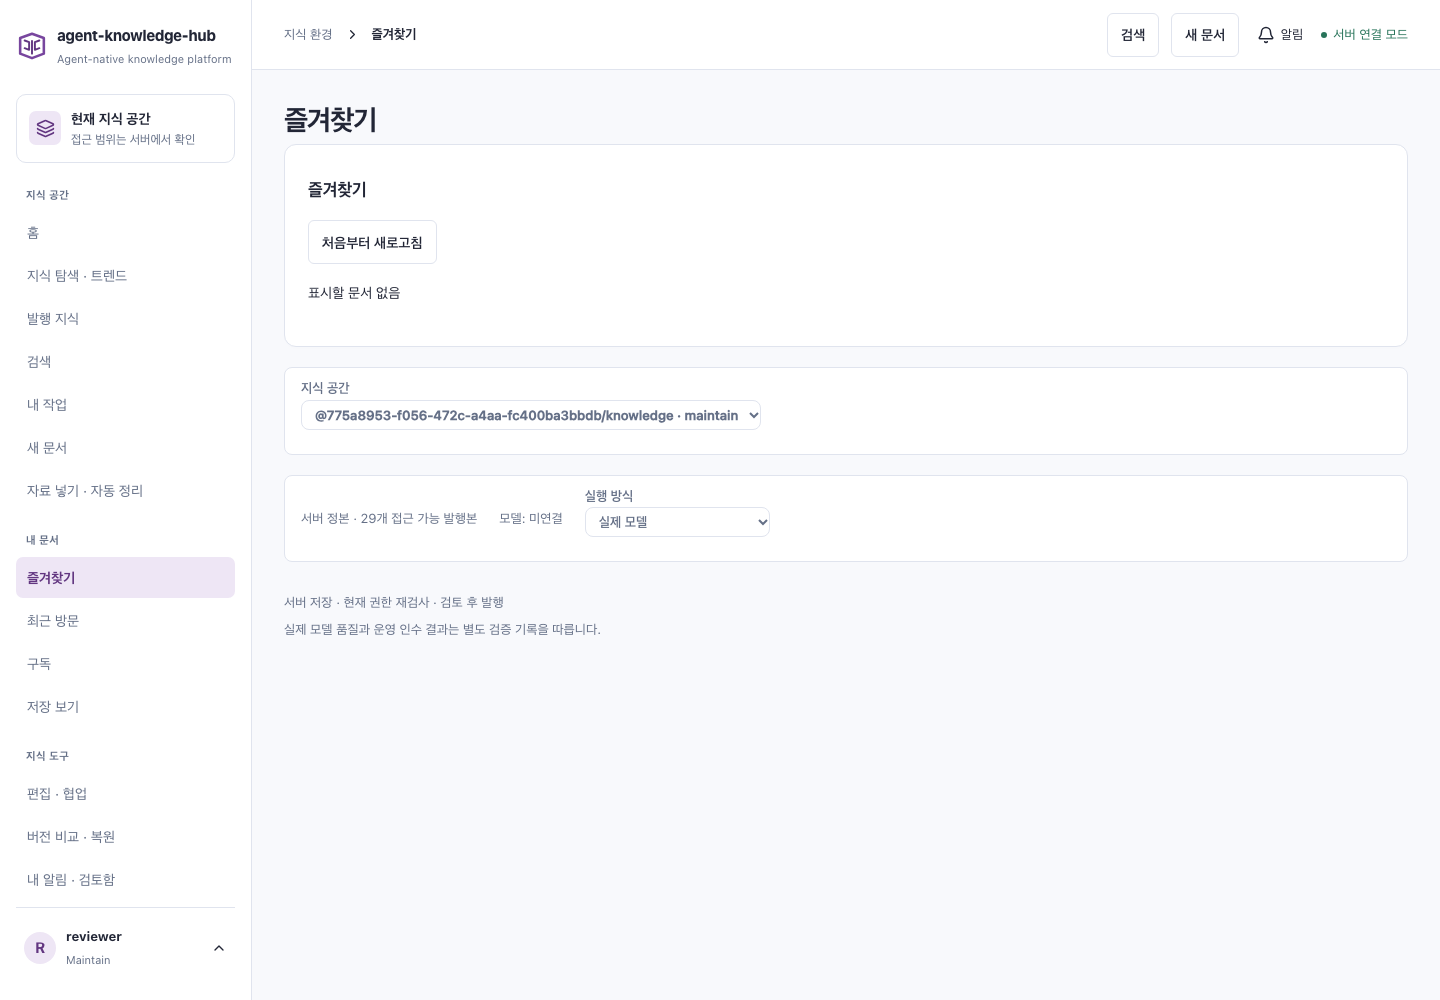 agent-knowledge-hub
Agent-native knowledge platform
현재 지식 공간
접근 범위는 서버에서 확인
지식 공간
홈
지식 탐색 · 트렌드
발행 지식
검색
내 작업
새 문서
자료 넣기 · 자동 정리
내 문서
즐겨찾기
최근 방문
구독
저장 보기
지식 도구
편집 · 협업
버전 비교 · 복원
내 알림 · 검토함
R
reviewer
Maintain
지식 환경 > 즐겨찾기
검색
새 문서
알림
서버 연결 모드
즐겨찾기
즐겨찾기
처음부터 새로고침
표시할 문서 없음
지식 공간
@775a8953-f056-472c-a4aa-fc400ba3bbdb/knowledge · maintain
실행 방식
서버 정본 · 29개 접근 가능 발행본
모델: 미연결
실제 모델
서버 저장 · 현재 권한 재검사 · 검토 후 발행
실제 모델 품질과 운영 인수 결과는 별도 검증 기록을 따릅니다.